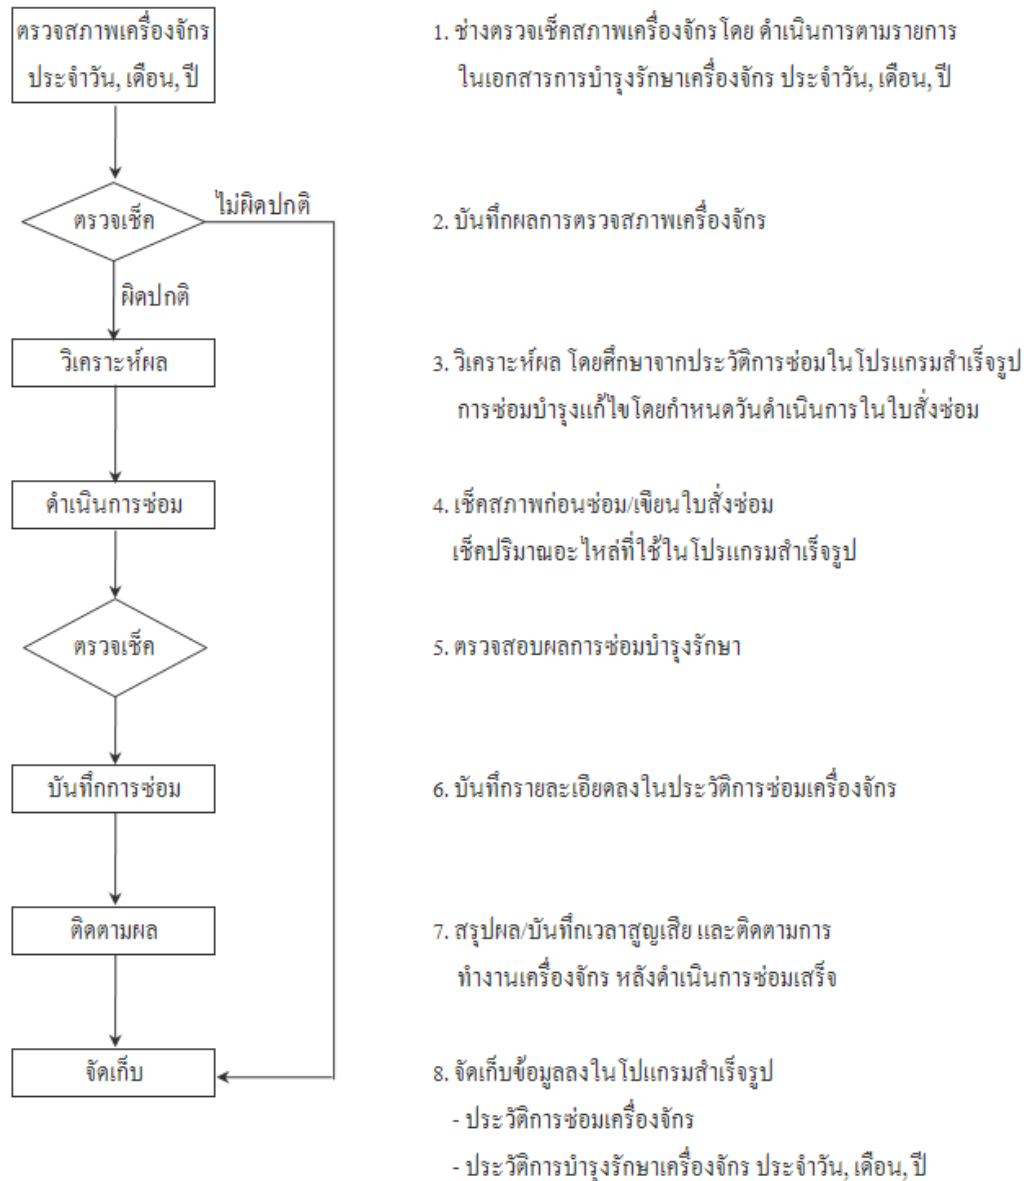 ตรวจสภาพเครื่องจักร
ประจำวัน, เดือน, ปี
1. ช่างตรวจเช็คสภาพเครื่องจักรโดย ดำเนินการตามรายการ
ในเอกสารการบำรุงรักษาเครื่องจักร ประจำวัน, เดือน, ปี
ตรวจเช็ค
ไม่ผิดปกติ
2. บันทึกผลการตรวจสภาพเครื่องจักร
ผิดปกติ
วิเคราะห์ผล
3. วิเคราะห์ผล โดยศึกษาจากประวัติการซ่อมในโปรแกรมสำเร็จรูป
การซ่อมบำรุงแก้ไขโดยกำหนดวันดำเนินการในใบสั่งซ่อม
ดำเนินการซ่อม
4. เช็คสภาพก่อนซ่อม/เขียนใบสั่งซ่อม
เช็คปริมาณอะไหล่ที่ใช้ในโปรแกรมสำเร็จรูป
ตรวจเช็ค
5. ตรวจสอบผลการซ่อมบำรุงรักษา
บันทึกการซ่อม
6. บันทึกรายละเอียดลงในประวัติการซ่อมเครื่องจักร
ติดตามผล
7. สรุปผล/บันทึกเวลาสูญเสีย และติดตามการ
ทำงานเครื่องจักร หลังดำเนินการซ่อมเสร็จ
จัดเก็บ
8. จัดเก็บข้อมูลลงในโปแกรมสำเร็จรูป
- ประวัติการซ่อมเครื่องจักร
- ประวัติการบำรุงรักษาเครื่องจักร ประจำวัน, เดือน, ปี